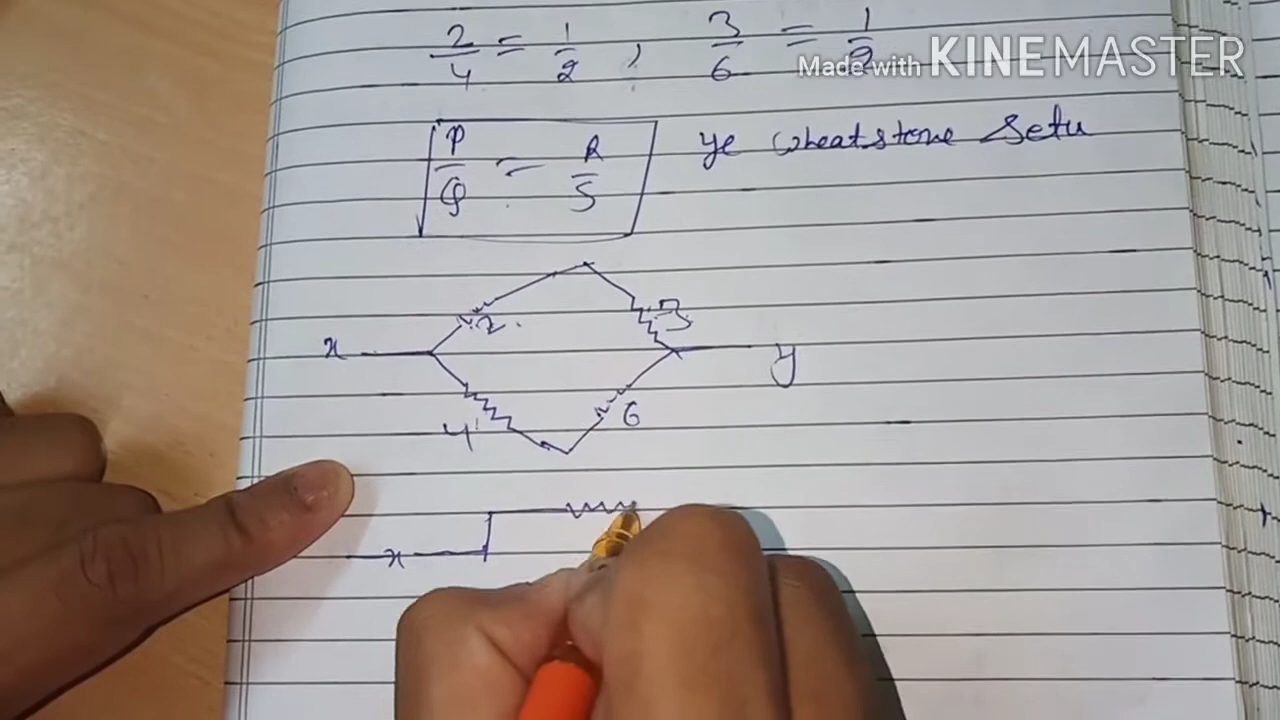 2/4 = 1/2 , 3/6 = 1/2
Made with KINEMASTER
P/Q = R/S ye wheatstone Setu
2 3
x y
4 6
x